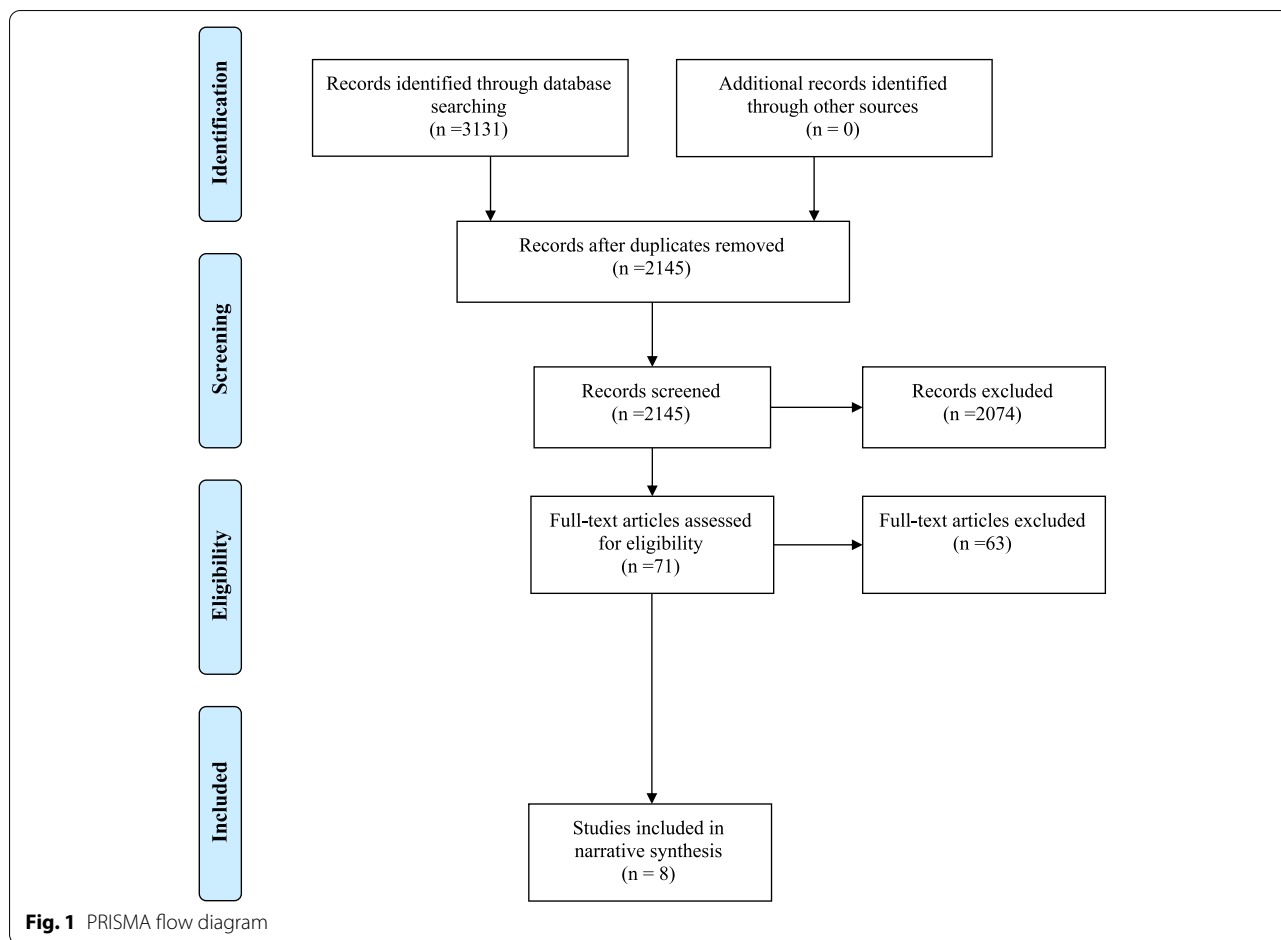 Identification
Records identified through database
searching
(n =3131)
Additional records identified
through other sources
(n = 0)
Records after duplicates removed
(n =2145)
Screening
Records screened
(n =2145)
Records excluded
(n =2074)
Eligibility
Full-text articles assessed
for eligibility
(n =71)
Full-text articles excluded
(n =63)
Included
Studies included in
narrative synthesis
(n = 8)
Fig. 1 PRISMA flow diagram